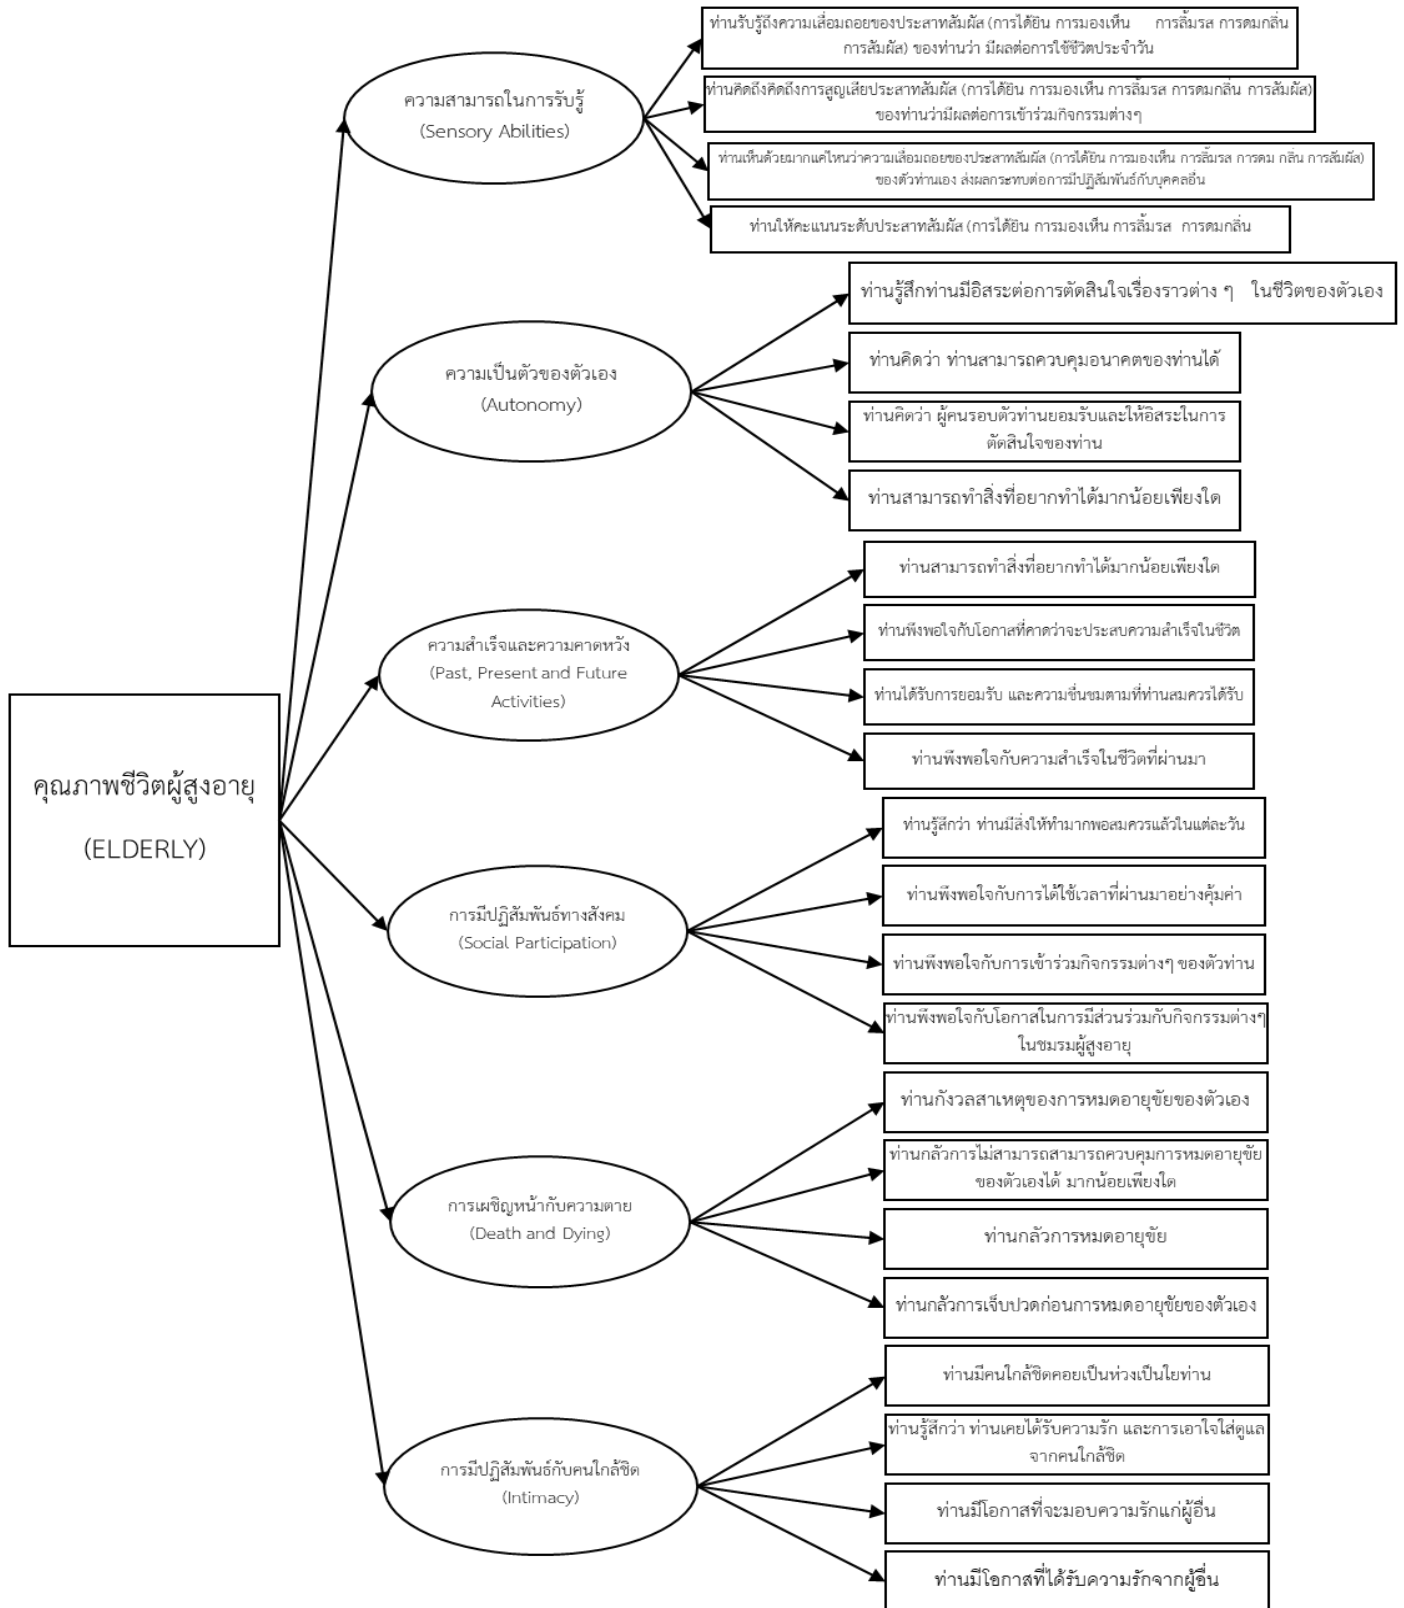 คุณภาพชีวิตผู้สูงอายุ
(ELDERLY)
ความสามารถในการรับรู้
(Sensory Abilities)
ท่านรับรู้ถึงความเสื่อมถอยของประสาทสัมผัส (การได้ยิน การมองเห็น การลิ้มรส การดมกลิ่น
การสัมผัส) ของท่านว่า มีผลต่อการใช้ชีวิตประจำวัน
ท่านคิดถึงคิดถึงการสูญเสียประสาทสัมผัส (การได้ยิน การมองเห็น การลิ้มรส การดมกลิ่น การสัมผัส)
ของท่านว่ามีผลต่อการเข้าร่วมกิจกรรมต่างๆ
ท่านเห็นด้วยมากแค่ไหนว่าความเสื่อมถอยของประสาทสัมผัส (การได้ยิน การมองเห็น การลิ้มรส การดม กลิ่น การสัมผัส)
ของตัวท่านเอง ส่งผลกระทบต่อการมีปฏิสัมพันธ์กับบุคคลอื่น
ท่านให้คะแนนระดับประสาทสัมผัส (การได้ยิน การมองเห็น การลิ้มรส การดมกลิ่น
ความเป็นตัวของตัวเอง
(Autonomy)
ท่านรู้สึกท่านมีอิสระต่อการตัดสินใจเรื่องราวต่าง ๆ ในชีวิตของตัวเอง
ท่านคิดว่า ท่านสามารถควบคุมอนาคตของท่านได้
ท่านคิดว่า ผู้คนรอบตัวท่านยอมรับและให้อิสระในการ
ตัดสินใจของท่าน
ท่านสามารถทำสิ่งที่อยากทำได้มากน้อยเพียงใด
ความสำเร็จและความคาดหวัง
(Past, Present and Future
Activities)
ท่านสามารถทำสิ่งที่อยากทำได้มากน้อยเพียงใด
ท่านพึงพอใจกับโอกาสที่คาดว่าจะประสบความสำเร็จในชีวิต
ท่านได้รับการยอมรับ และความชื่นชมตามที่ท่านสมควรได้รับ
ท่านพึงพอใจกับความสำเร็จในชีวิตที่ผ่านมา
การมีปฏิสัมพันธ์ทางสังคม
(Social Participation)
ท่านรู้สึกว่า ท่านมีสิ่งให้ทำมากพอสมควรแล้วในแต่ละวัน
ท่านพึงพอใจกับการได้ใช้เวลาที่ผ่านมาอย่างคุ้มค่า
ท่านพึงพอใจกับการเข้าร่วมกิจกรรมต่างๆ ของตัวท่าน
ท่านพึงพอใจกับโอกาสในการมีส่วนร่วมกับกิจกรรมต่างๆ
ในชมรมผู้สูงอายุ
การเผชิญหน้ากับความตาย
(Death and Dying)
ท่านกังวลสาเหตุของการหมดอายุขัยของตัวเอง
ท่านกลัวการไม่สามารถสามารถควบคุมการหมดอายุขัย
ของตัวเองได้ มากน้อยเพียงใด
ท่านกลัวการหมดอายุขัย
ท่านกลัวการเจ็บปวดก่อนการหมดอายุขัยของตัวเอง
การมีปฏิสัมพันธ์กับคนใกล้ชิด
(Intimacy)
ท่านมีคนใกล้ชิดคอยเป็นห่วงเป็นใยท่าน
ท่านรู้สึกว่า ท่านเคยได้รับความรัก และการเอาใจใส่ดูแล
จากคนใกล้ชิด
ท่านมีโอกาสที่จะมอบความรักแก่ผู้อื่น
ท่านมีโอกาสที่ได้รับความรักจากผู้อื่น